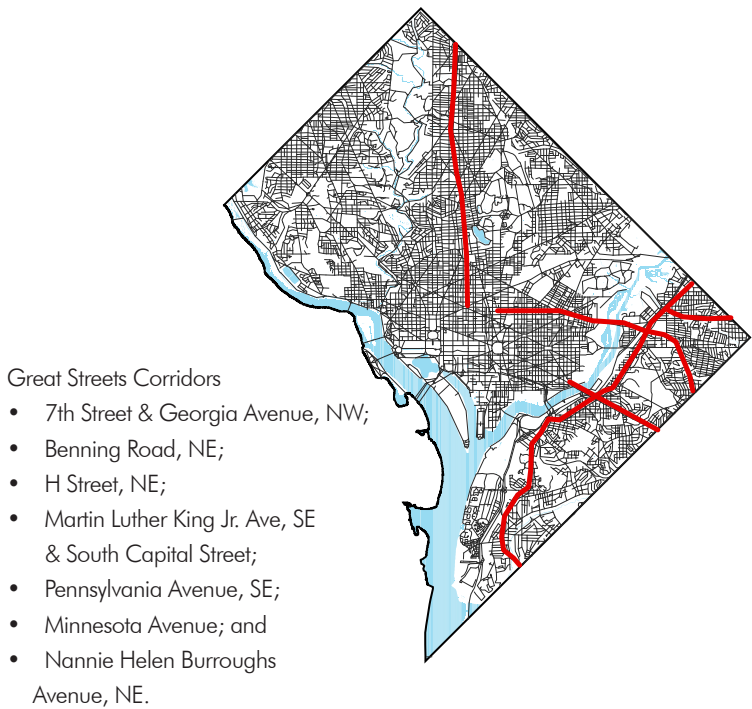 Great Streets Corridors
• 7th Street & Georgia Avenue, NW;
• Benning Road, NE;
• H Street, NE;
• Martin Luther King Jr. Ave, SE
& South Capital Street;
• Pennsylvania Avenue, SE;
• Minnesota Avenue; and
• Nannie Helen Burroughs
Avenue, NE.